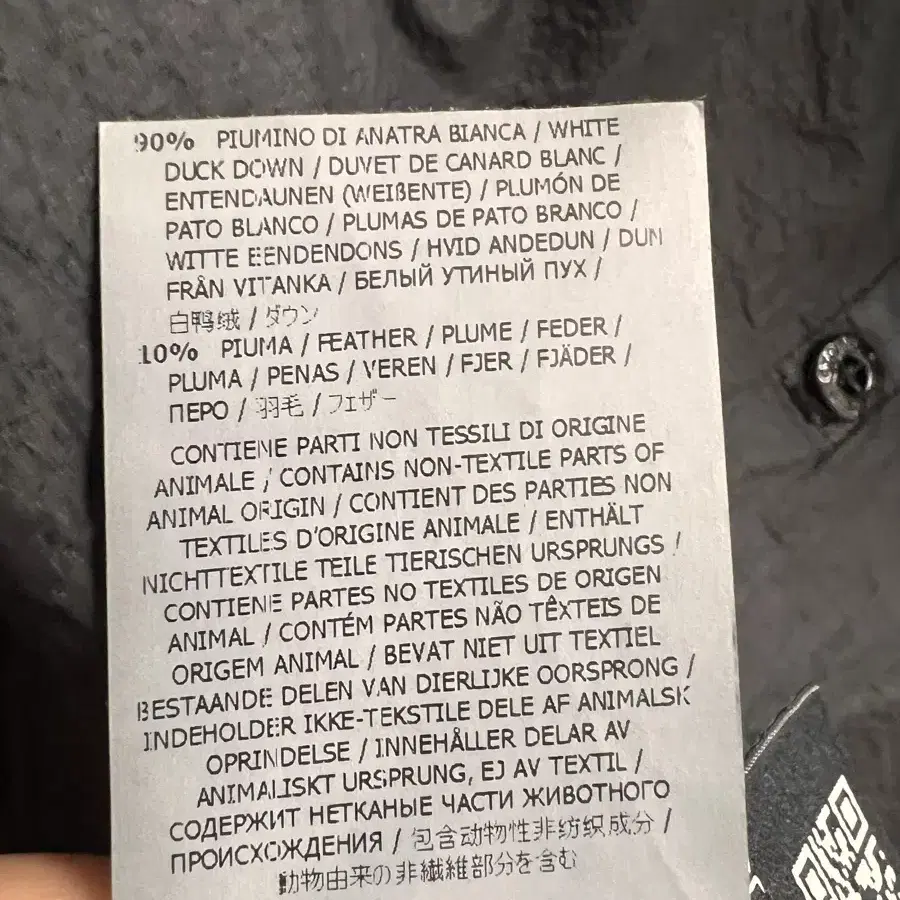 90% PIUMINO DI ANATRA BIANCA / WHITE
DUCK DOWN / DUVET DE CANARD BLANC /
ENTENDAUNEN (WEIßENTE) / PLUMÓN DE
PATO BLANCO / PLUMAS DE PATO BRANCO /
WITTE EENDENDONS / HVID ANDEDUN / DUN
FRÅN VITANKA / БЕЛЫЙ УТИНЫЙ ПУХ /
白鸭绒 / ダウン
10% PIUMA / FEATHER / PLUME / FEDER /
PLUMA / PENAS / VEREN / FJER / FJÄDER /
ПЕРО / 羽毛 / フェザー
CONTIENE PARTI NON TESSILI DI ORIGINE
ANIMALE / CONTAINS NON-TEXTILE PARTS OF
ANIMAL ORIGIN / CONTIENT DES PARTIES NON
TEXTILES D'ORIGINE ANIMALE / ENTHÄLT
NICHTTEXTILE TEILE TIERISCHEN URSPRUNGS /
CONTIENE PARTES NO TEXTILES DE ORIGEN
ANIMAL / CONTÉM PARTES NÃO TÊXTEIS DE
ORIGEM ANIMAL / BEVAT NIET UIT TEXTIEL
BESTAANDE DELEN VAN DIERLIJKE OORSPRONG /
INDEHOLDER IKKE-TEKSTILE DELE AF ANIMALSK
OPRINDELSE / INNEHÅLLER DELAR AV
ANIMALISKT URSPRUNG, EJ AV TEXTIL /
СОДЕРЖИТ НЕТКАНЫЕ ЧАСТИ ЖИВОТНОГО
ПРОИСХОЖДЕНИЯ / 包含动物性非纺织成分 /
動物由来の非繊維部分を含む